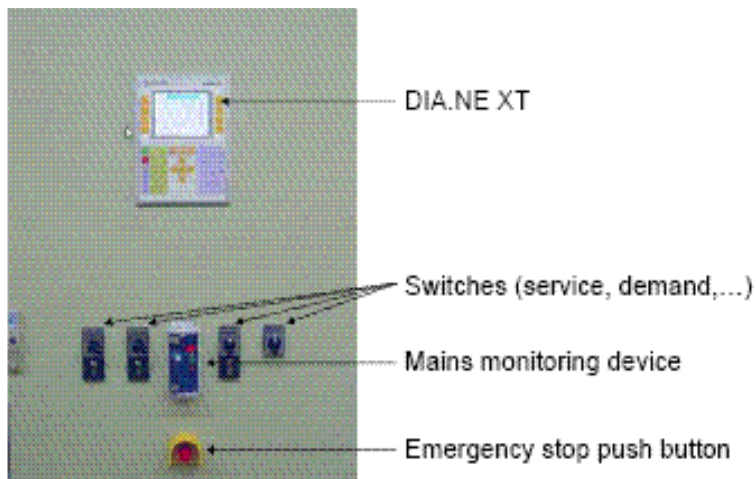 DIA.NE XT
Switches (service, demand,...)
Mains monitoring device
Emergency stop push button